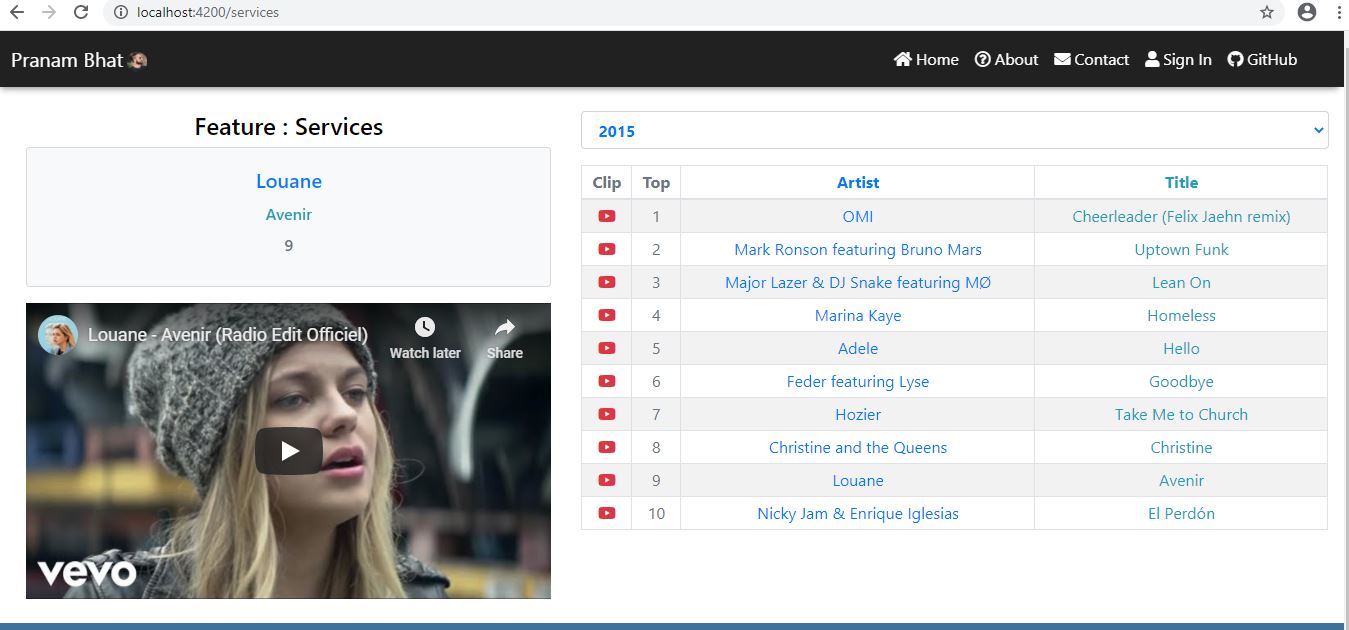 localhost:4200/services
Pranam Bhat
Home About Contact Sign In GitHub
Feature : Services
Louane
Avenir
9
Louane - Avenir (Radio Edit Officiel)
Watch later Share
vevo
2015
Clip Top Artist Title
1 OMI Cheerleader (Felix Jaehn remix)
2 Mark Ronson featuring Bruno Mars Uptown Funk
3 Major Lazer & DJ Snake featuring MØ Lean On
4 Marina Kaye Homeless
5 Adele Hello
6 Feder featuring Lyse Goodbye
7 Hozier Take Me to Church
8 Christine and the Queens Christine
9 Louane Avenir
10 Nicky Jam & Enrique Iglesias El Perdón